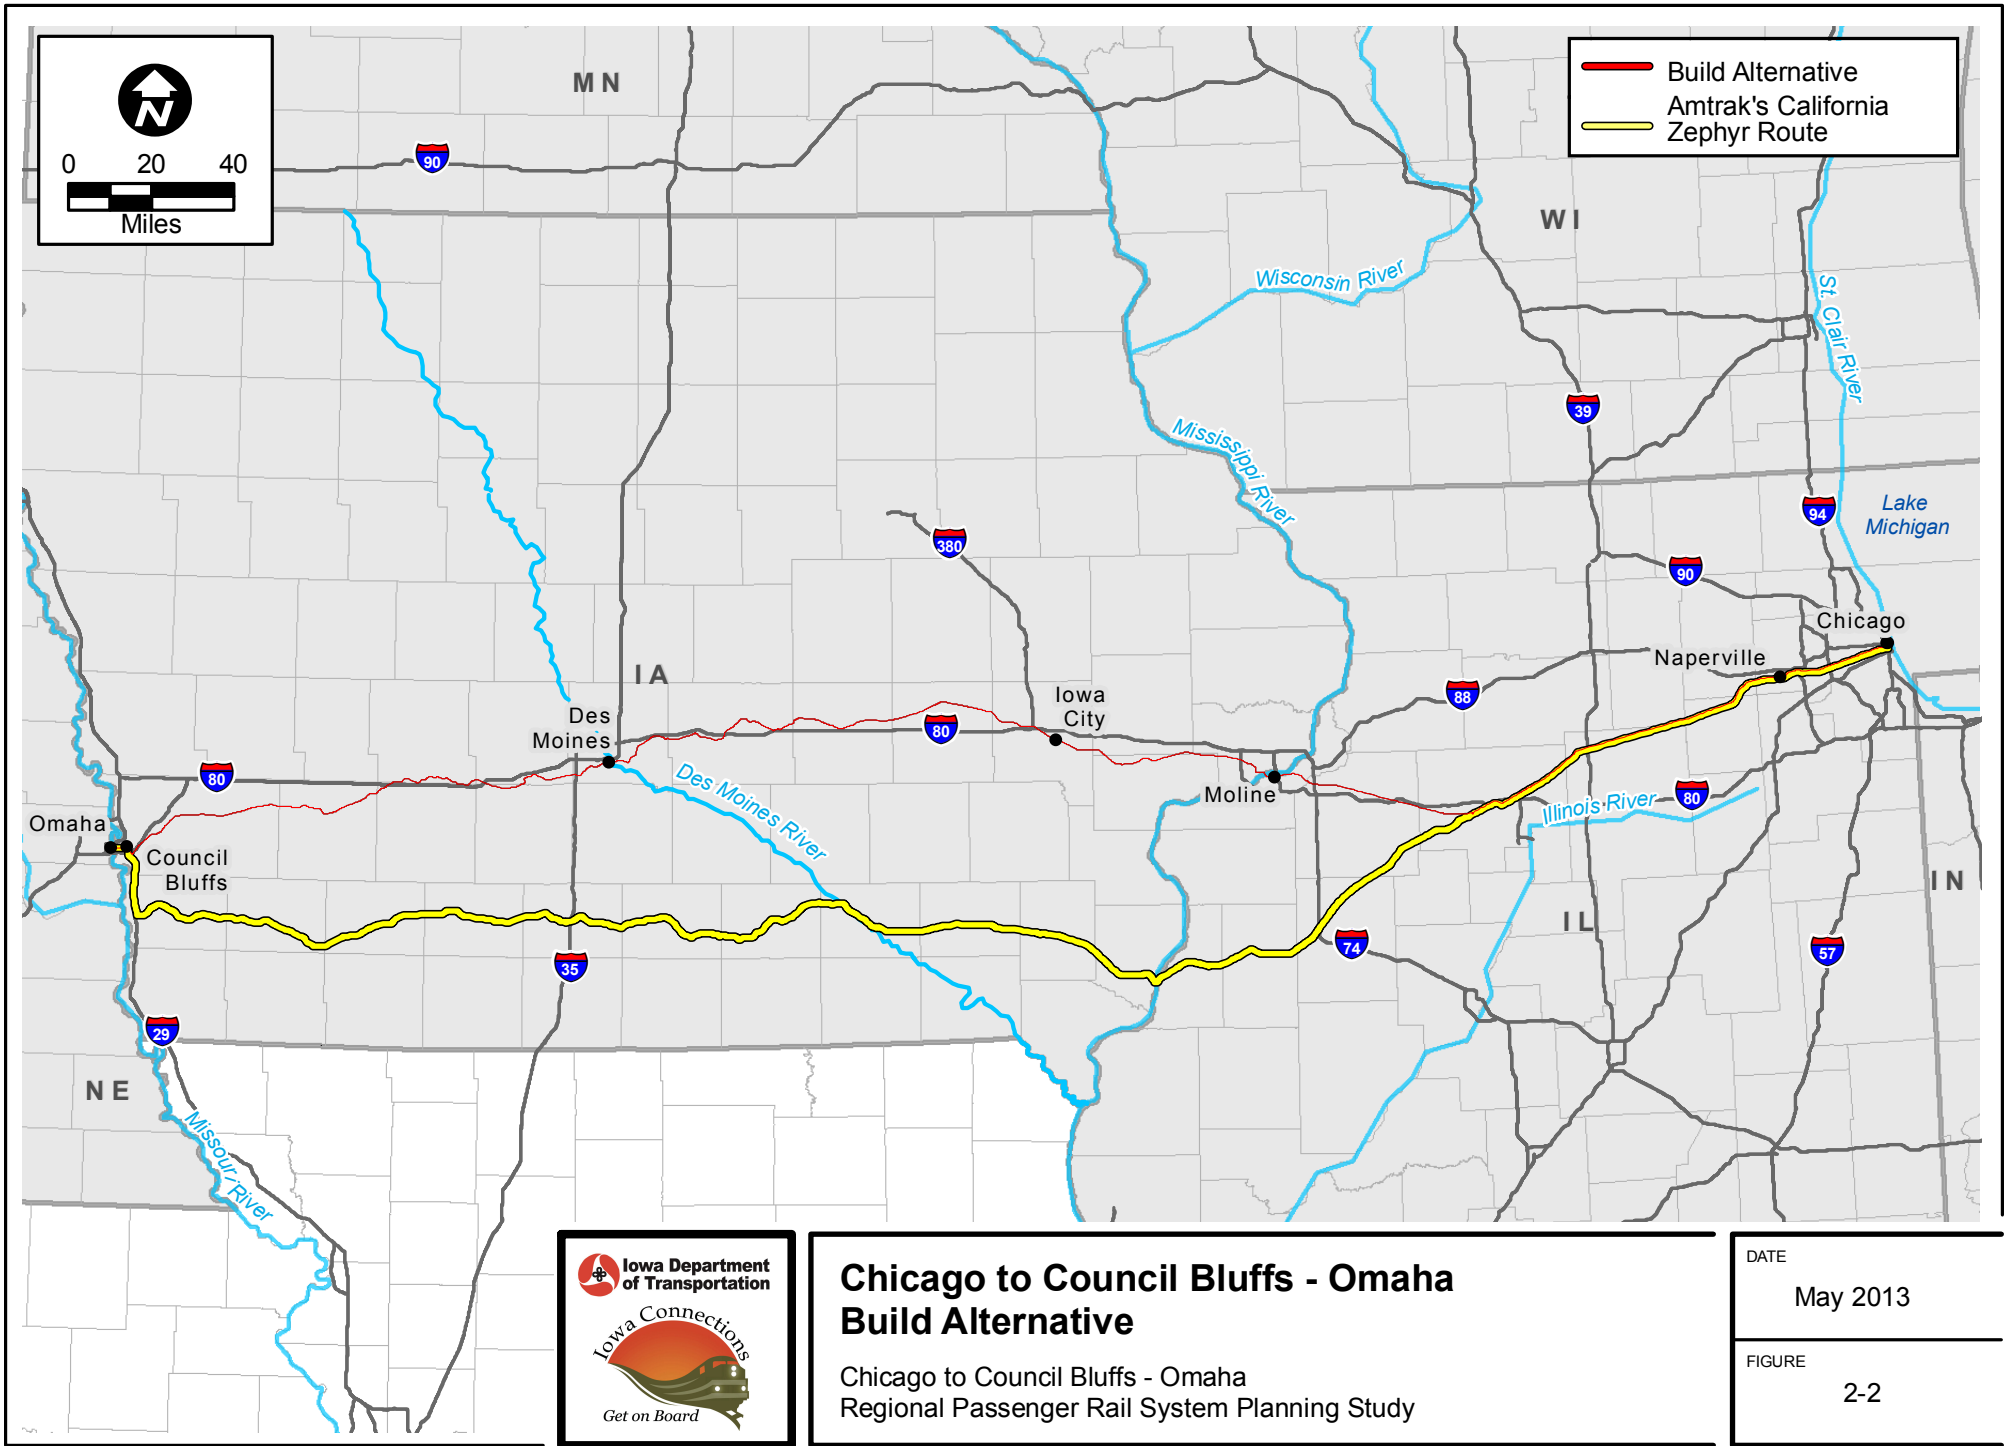 N
0 20 40
Miles
Build Alternative
Amtrak's California
Zephyr Route
MN
WI
IA
IL
IN
NE
90
Wisconsin River
St. Clair River
39
Mississippi River
94
Lake
Michigan
380
90
Chicago
Naperville
Iowa
City
88
Des
Moines
80
80
Des Moines River
Moline
Illinois River
80
Omaha
Council
Bluffs
35
74
57
29
Missouri River
Iowa Department
of Transportation
Iowa Connections
Get on Board
Chicago to Council Bluffs - Omaha
Build Alternative
Chicago to Council Bluffs - Omaha
Regional Passenger Rail System Planning Study
DATE
May 2013
FIGURE
2-2